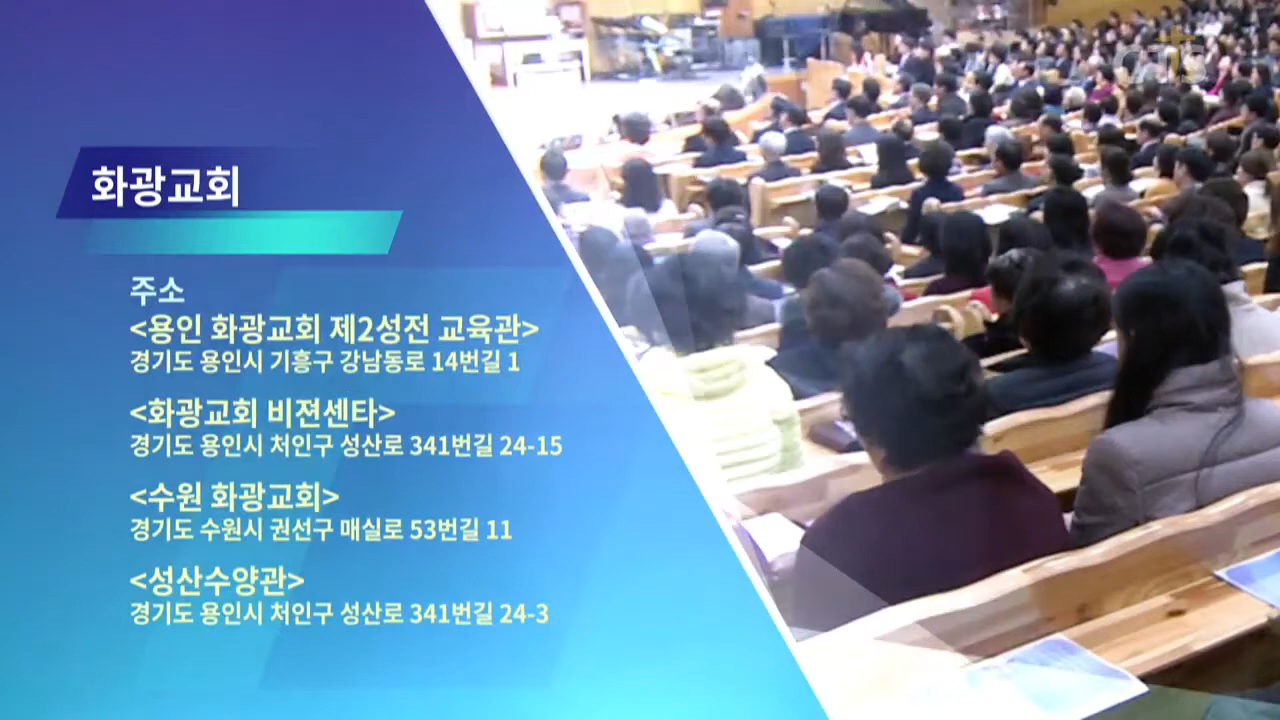 CTS
화광교회
주소
<용인 화광교회 제2성전 교육관>
경기도 용인시 기흥구 강남동로 14번길 1
<화광교회 비젼센타>
경기도 용인시 처인구 성산로 341번길 24-15
<수원 화광교회>
경기도 수원시 권선구 매실로 53번길 11
<성산수양관>
경기도 용인시 처인구 성산로 341번길 24-3